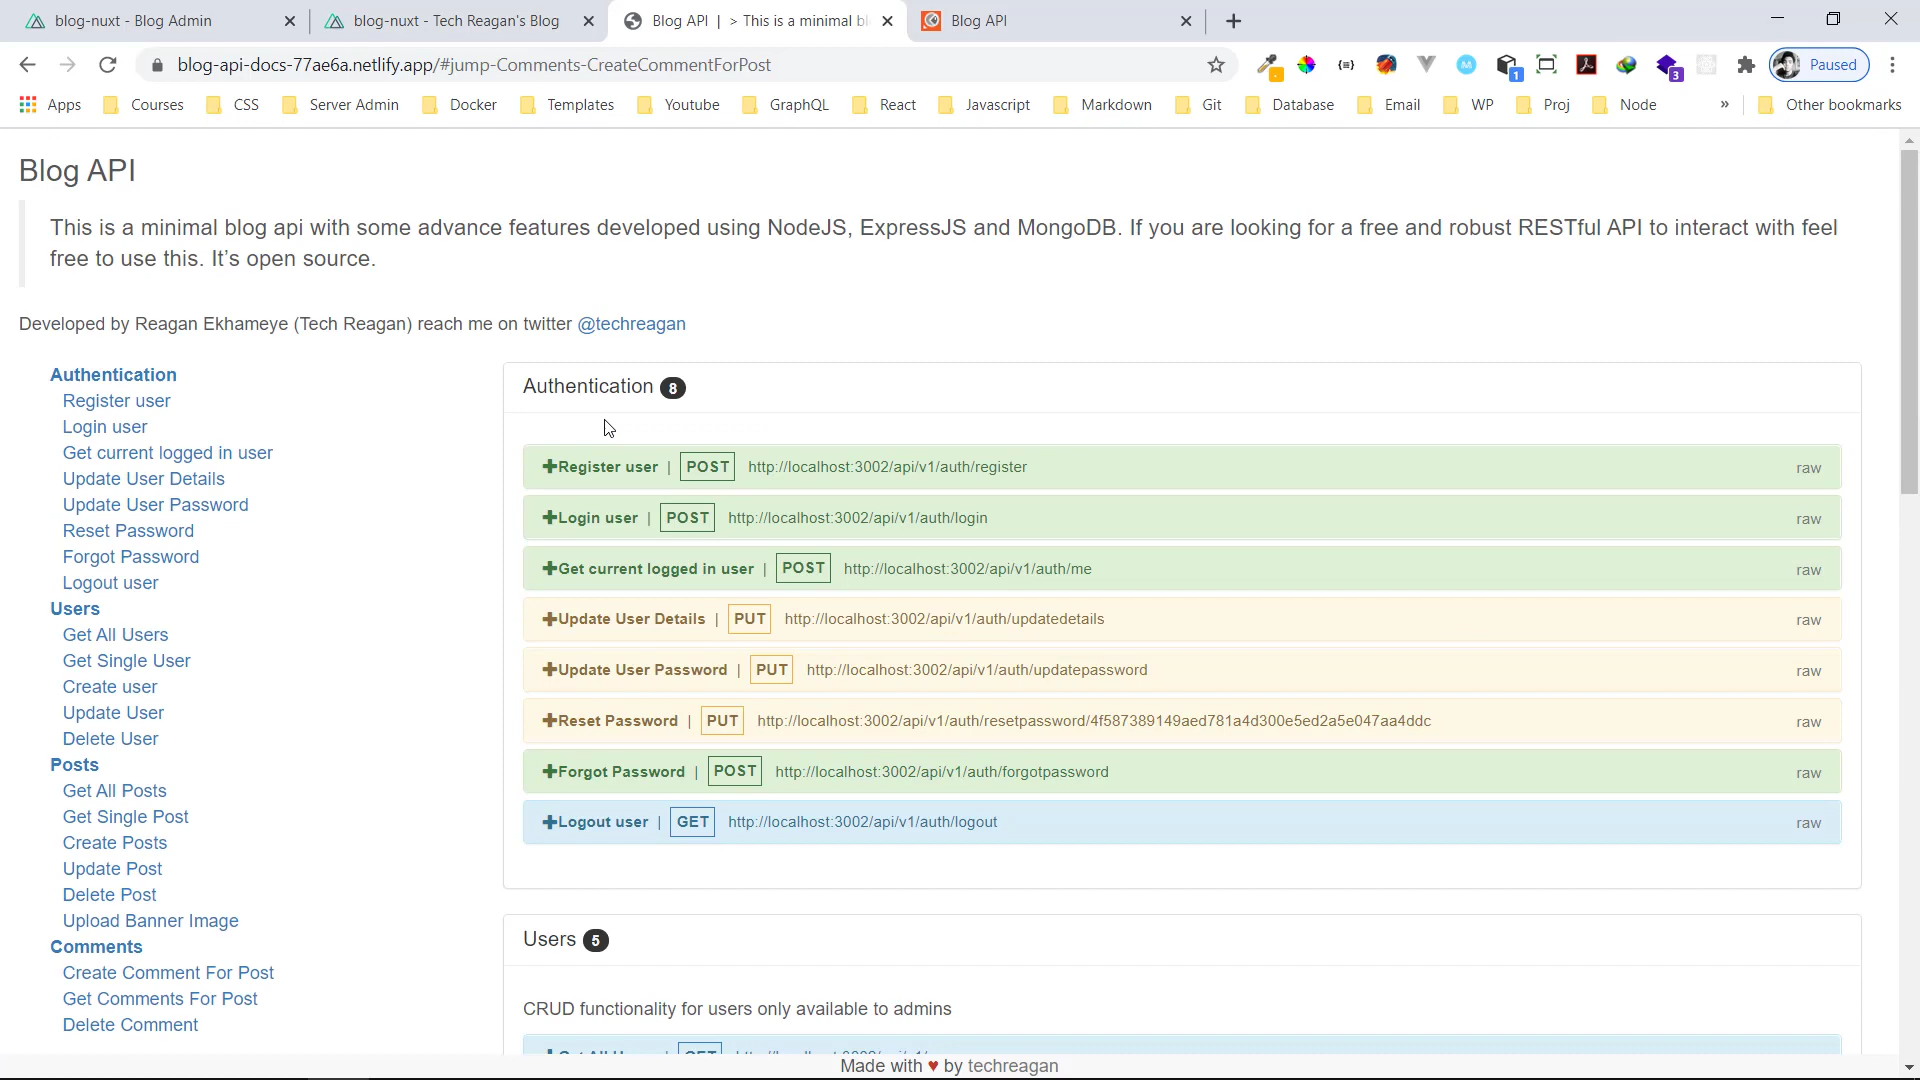 blog-nuxt - Blog Admin
blog-nuxt - Tech Reagan's Blog
Blog API | > This is a minimal bl
Blog API
blog-api-docs-77ae6a.netlify.app/#jump-Comments-CreateCommentForPost
1
3
Paused
Apps
Courses
CSS
Server Admin
Docker
Templates
Youtube
GraphQL
React
Javascript
Markdown
Git
Database
Email
WP
Proj
Node
»
Other bookmarks
Blog API
This is a minimal blog api with some advance features developed using NodeJS, ExpressJS and MongoDB. If you are looking for a free and robust RESTful API to interact with feel
free to use this. It’s open source.
Developed by Reagan Ekhameye (Tech Reagan) reach me on twitter @techreagan
Authentication
Register user
Login user
Get current logged in user
Update User Details
Update User Password
Reset Password
Forgot Password
Logout user
Users
Get All Users
Get Single User
Create user
Update User
Delete User
Posts
Get All Posts
Get Single Post
Create Posts
Update Post
Delete Post
Upload Banner Image
Comments
Create Comment For Post
Get Comments For Post
Delete Comment
Authentication 8
Register user | POST http://localhost:3002/api/v1/auth/register raw
Login user | POST http://localhost:3002/api/v1/auth/login raw
Get current logged in user | POST http://localhost:3002/api/v1/auth/me raw
Update User Details | PUT http://localhost:3002/api/v1/auth/updatedetails raw
Update User Password | PUT http://localhost:3002/api/v1/auth/updatepassword raw
Reset Password | PUT http://localhost:3002/api/v1/auth/resetpassword/4f587389149aed781a4d300e5ed2a5e047aa4ddc raw
Forgot Password | POST http://localhost:3002/api/v1/auth/forgotpassword raw
Logout user | GET http://localhost:3002/api/v1/auth/logout raw
Users 5
CRUD functionality for users only available to admins
Made with ♥ by techreagan